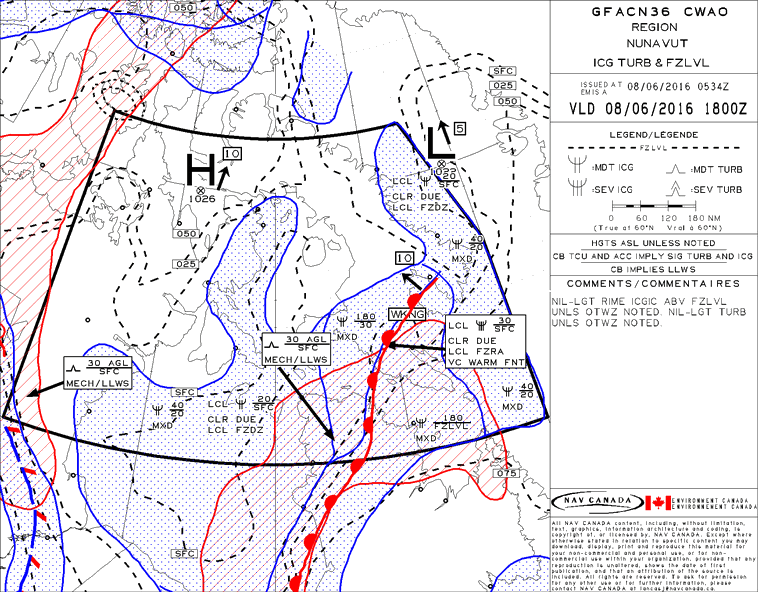 GFACN36 CWAO
REGION
NUNAVUT
ICG TURB & FZLVL
ISSUED AT
EMIS A
08/06/2016 0534Z
VLD 08/06/2016 1800Z
LEGEND/LEGENDE
FZLVL
:MDT ICG
:MDT TURB
:SEV ICG
:SEV TURB
0 60 120 180 NM
(True at 60°N Vrai à 60°N)
HGTS ASL UNLESS NOTED
CB TCU AND ACC IMPLY SIG TURB AND ICG
CB IMPLIES LLWS
COMMENTS/COMMENTAIRES
NIL-LGT RIME ICGIC ABV FZLVL
UNLS OTWZ NOTED. NIL-LGT TURB
UNLS OTWZ NOTED.
NAV CANADA
ENVIRONMENT CANADA
ENVIRONNEMENT CANADA
All NAV CANADA content, including, without limitation,
text, graphics, information architecture and coding, is
copyright of, or licensed by, NAV CANADA. Except where
otherwise stated in relation to specific content you may
download, display, print and reproduce this material for
your non-commercial and personal use, or for non-
commercial use within your organization, provided that any
reproduction is unaltered, shows the date of first
publication, and that an attribution of the source is
included. All rights are reserved. To ask for permission
for any other use or for further information, please
contact NAV CANADA at lancasj@navcanada.ca.
050
SFC
025
050
H
10
1026
L
5
1022
LCL 20
SFC
CLR DUE
LCL FZDZ
050
025
40
20
MXD
10
WKNG
180
30
MXD
LCL 30
SFC
CLR DUE
LCL FZRA
VC WARM FNT
30 AGL
SFC
MECH/LLWS
30 AGL
SFC
MECH/LLWS
SFC
40
20
MXD
LCL 20
SFC
CLR DUE
LCL FZDZ
40
20
MXD
180
FZLVL
MXD
075
SFC